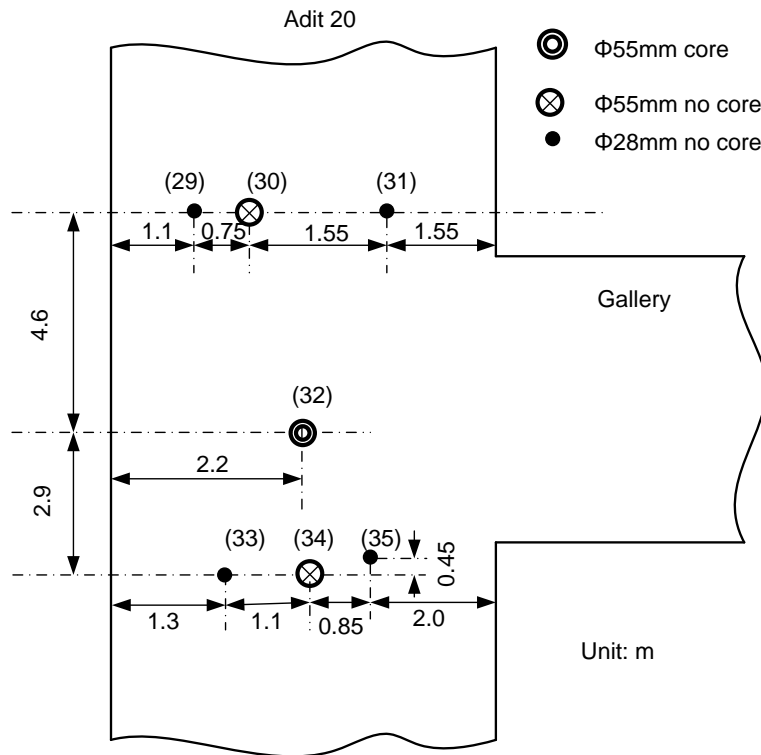 Adit 20
Φ55mm core
Φ55mm no core
Φ28mm no core
(29) (30) (31)
1.1 0.75 1.55 1.55
Gallery
4.6
(32)
2.2
2.9
(33) (34) (35)
0.45
1.3 1.1 0.85 2.0
Unit: m